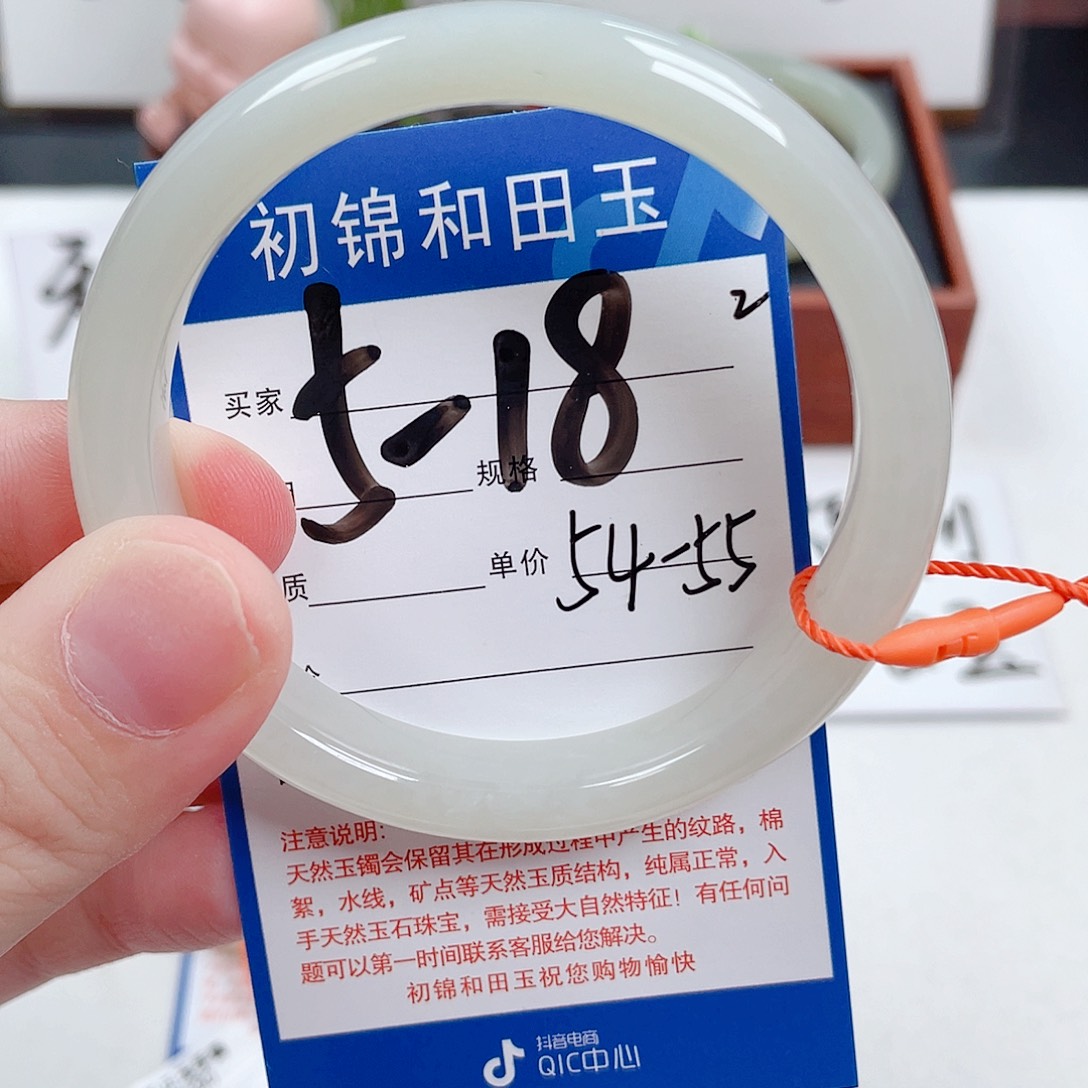 初锦和田玉
5-18
2
买家
规格
质
单价 54-55
注意说明:
天然玉镯会保留其在形成过程中产生的纹路，棉
絮，水线，矿点等天然玉质结构，纯属正常，入
手天然玉石珠宝，需接受大自然特征！有任何问
题可以第一时间联系客服给您解决。
初锦和田玉祝您购物愉快
抖音电商
QIC中心